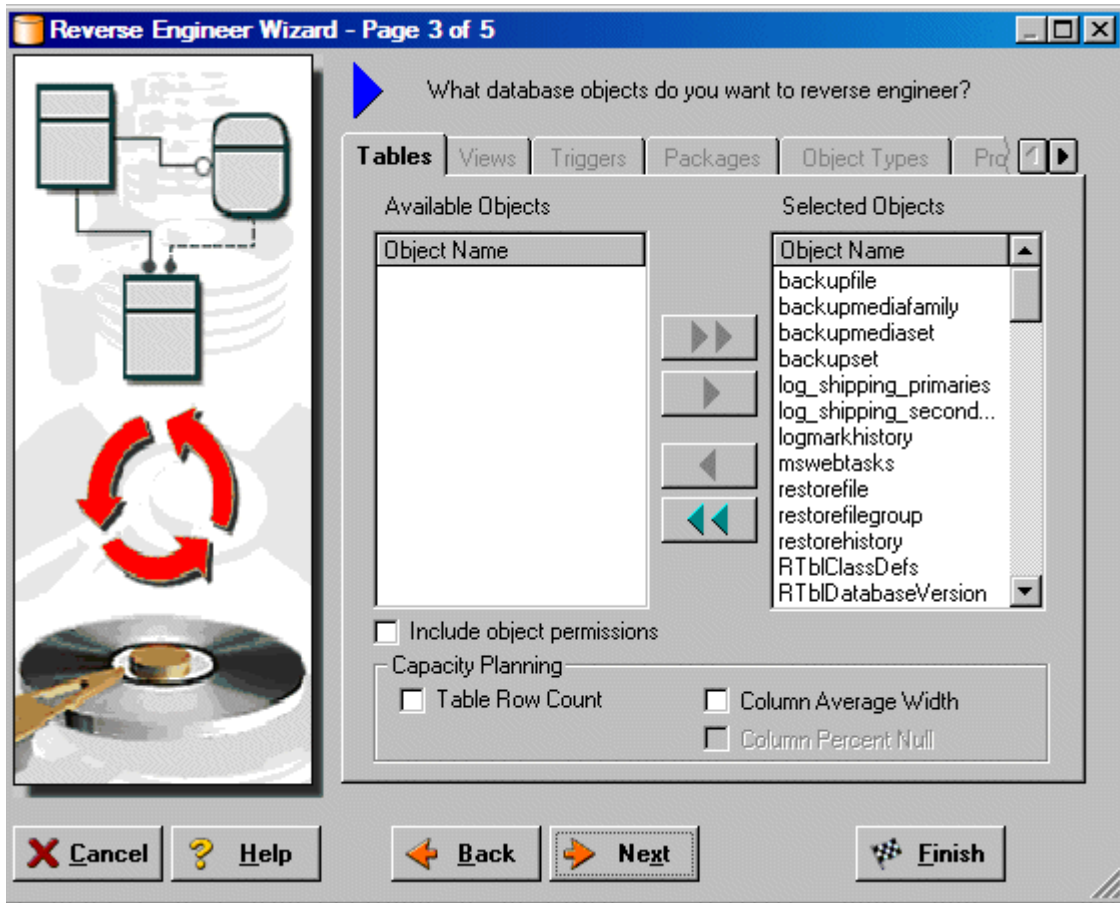 Reverse Engineer Wizard - Page 3 of 5
What database objects do you want to reverse engineer?
Tables Views Triggers Packages Object Types Pro
Available Objects
Object Name
Selected Objects
Object Name
backupfile
backupmediafamily
backupmediaset
backupset
log_shipping_primaries
log_shipping_second...
logmarkhistory
mswebtasks
restorefile
restorefilegroup
restorehistory
RTblClassDefs
RTblDatabaseVersion
Include object permissions
Capacity Planning
Table Row Count
Column Average Width
Column Percent Null
Cancel Help Back Next Finish